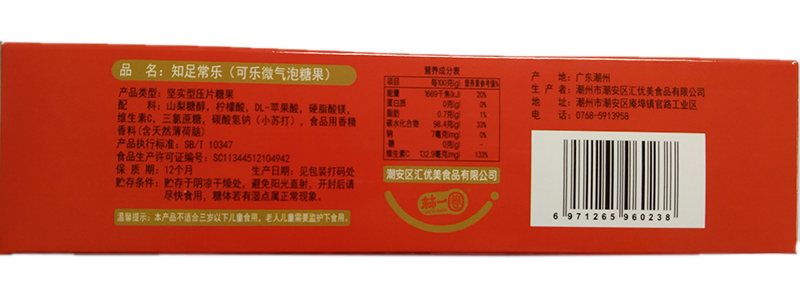 品 名：知足常乐（可乐微气泡糖果）
产品类型：坚实型压片糖果
配 料：山梨糖醇，柠檬酸，DL-苹果酸，硬脂酸镁，
维生素C，三氯蔗糖，碳酸氢钠（小苏打），食品用香精
香料(含天然薄荷脑)
产品执行标准：SB/T 10347
食品生产许可证编号：SC11344512104942
保 质 期：12个月 生产日期：见包装打码处
贮存条件：贮存于阴凉干燥处，避免阳光直射，开封后请
尽快食用，糖体若有湿点属正常现象。
温馨提示：本产品不适合三岁以下儿童食用，老人儿童需要监护下食用。
营养成分表
项目 每100克(g) 营养素参考值%
能量 1669千焦(kJ) 20%
蛋白质 0克(g) 0%
脂肪 0.7克(g) 1%
碳水化合物 98.4克(g) 33%
钠 7毫克(mg) 0%
糖 0克(g)
维生素C 132.9毫克(mg) 133%
潮安区汇优美食品有限公司
产 地：广东潮州
生产者：潮州市潮安区汇优美食品有限公司
地 址：潮州市潮安区庵埠镇官路工业区
电 话：0768-5913958
6 971265 960238